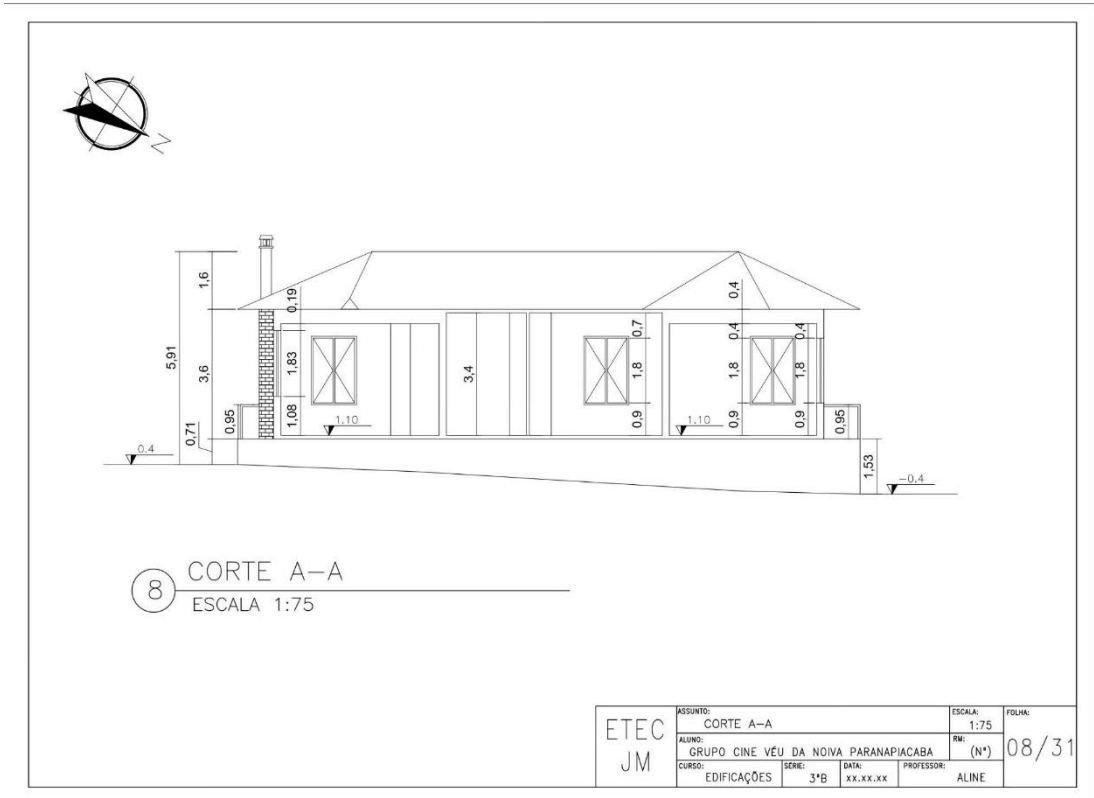 N
1,6
0,19
0,4
5,91
3,6
1,83
3,4
0,7
0,4
0,4
1,8
1,8
1,8
0,95
1,08
1.10
0,9
1.10
0,9
0,9
0,95
0,71
0.4
1,53
-0.4
8
CORTE A-A
ESCALA 1:75
ETEC
JM
ASSUNTO:
CORTE A-A
ESCALA:
1:75
FOLHA:
08/31
ALUNO:
GRUPO CINE VÉU DA NOIVA PARANAPIACABA
RM:
(N°)
CURSO:
EDIFICAÇÕES
SÉRIE:
3°B
DATA:
xx.xx.xx
PROFESSOR:
ALINE